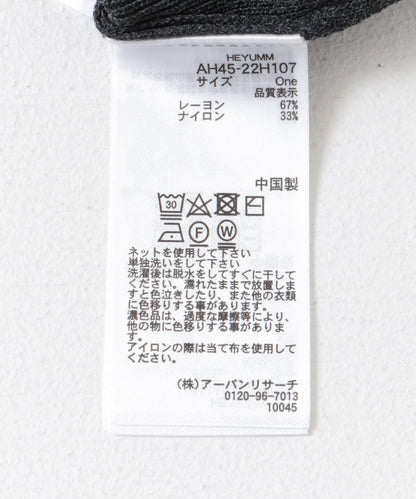 HEYUMM
AH45-22H107
サイズ One
品質表示
レーヨン 67%
ナイロン 33%
中国製
30
F W
ネットを使用して下さい
単独洗いをして下さい
洗濯後は脱水をしてすぐに干して
ください。濡れたままで放置しま
すと色泣きしたり、また他の衣類
に色移りする事があります。
濃色品は、過度な摩擦等により、
他の物に色移りする事がありま
す。
アイロンの際は当て布を使用して
ください。
(株)アーバンリサーチ
0120-96-7013
10045